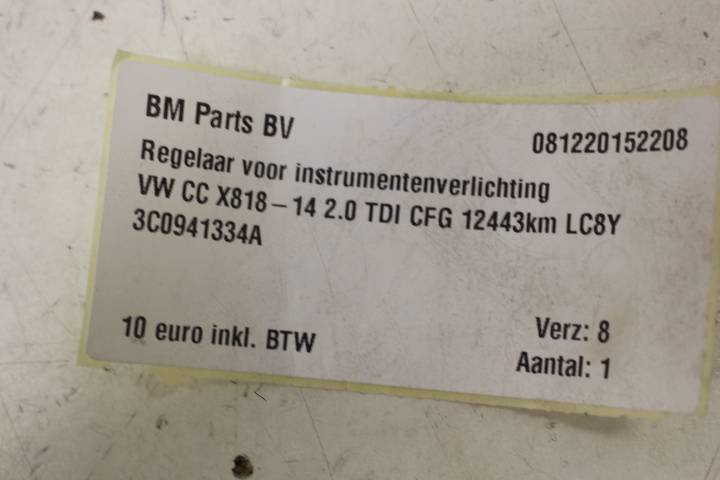 BM Parts BV
081220152208
Regelaar voor instrumentenverlichting
VW CC X818-14 2.0 TDI CFG 12443km LC8Y
3C0941334A
10 euro inkl. BTW
Verz: 8
Aantal: 1